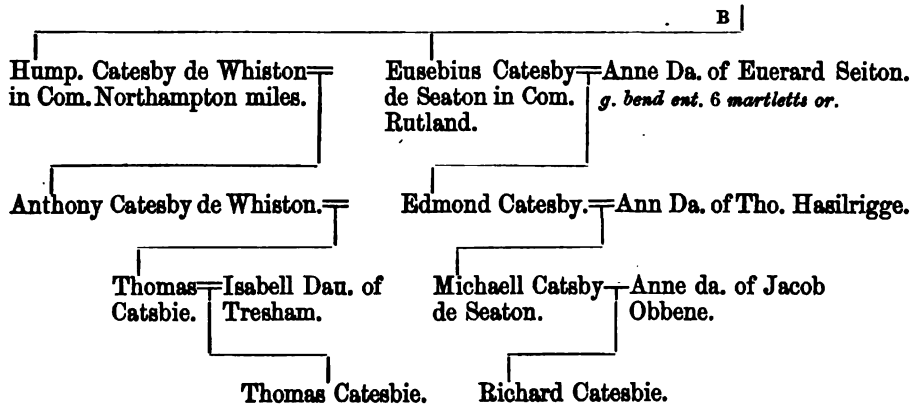 B
Hump. Catesby de Whiston
in Com. Northampton miles.
Eusebius Catesby
de Seaton in Com.
Rutland.
Anne Da. of Euerard Seiton.
g. bend ent. 6 martletts or.
Anthony Catesby de Whiston.
Edmond Catesby.
Ann Da. of Tho. Hasilrigge.
Thomas
Catsbie.
Isabell Dau. of
Tresham.
Michaell Catsby
de Seaton.
Anne da. of Jacob
Obbene.
Thomas Catesbie.
Richard Catesbie.